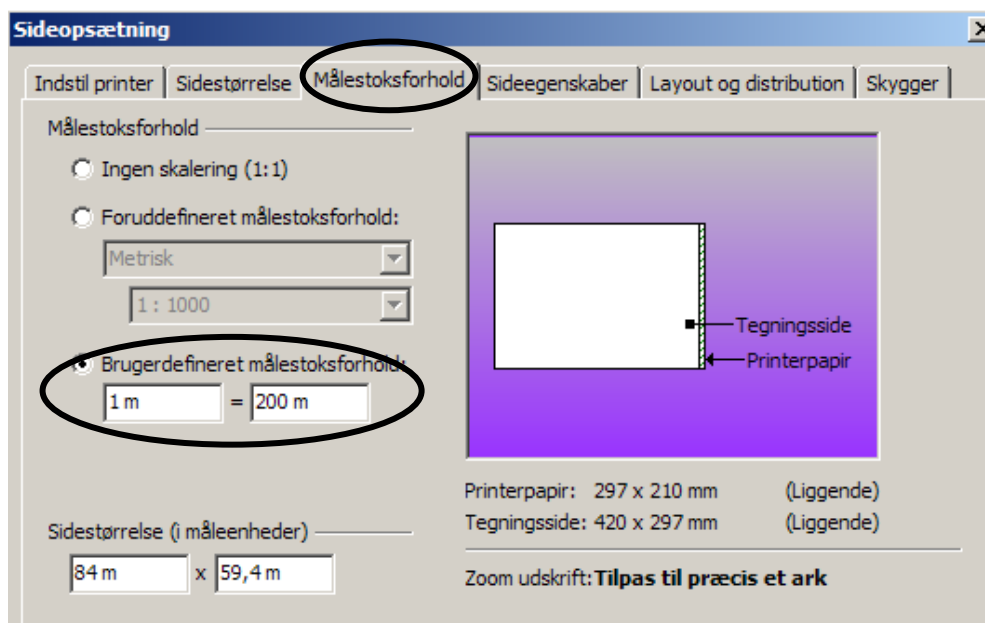 Sideopsætning
Indstil printer Sidestørrelse Målestoksforhold Sideegenskaber Layout og distribution Skygger
Målestoksforhold
Ingen skalering (1:1)
Foruddefineret målestoksforhold:
Metrisk
1 : 1000
Brugerdefineret målestoksforhold:
1 m = 200 m
Tegningsside
Printerpapir
Printerpapir: 297 x 210 mm (Liggende)
Tegningsside: 420 x 297 mm (Liggende)
Sidestørrelse (i måleenheder)
84 m x 59,4 m
Zoom udskrift: Tilpas til præcis et ark